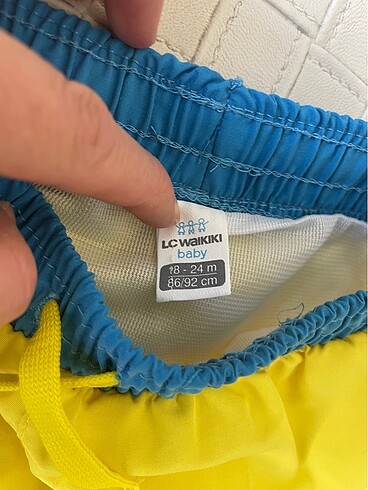 LC WAIKIKI
baby
18 - 24 m
86/92 cm